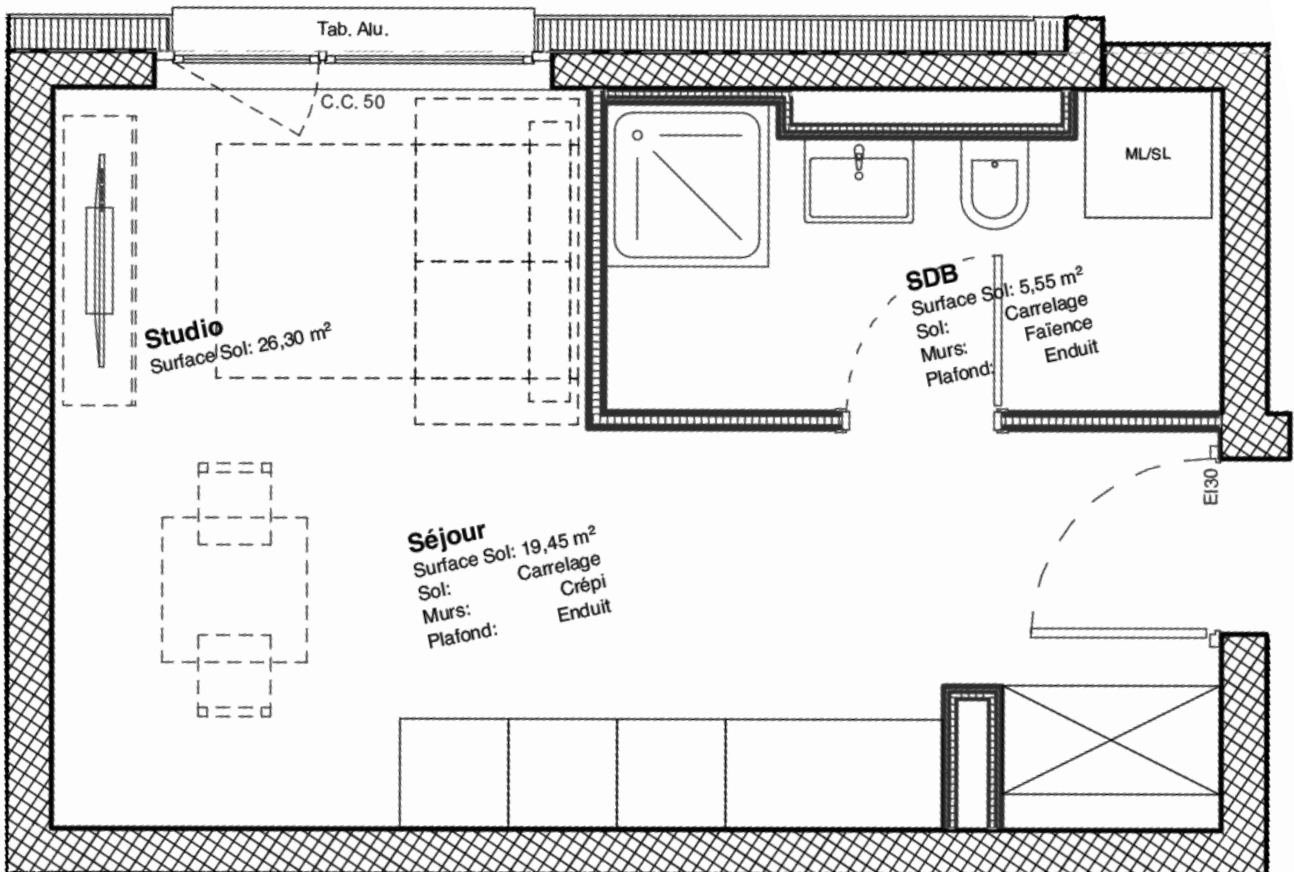 Tab. Alu.
C.C. 50
ML/SL
SDB
Surface Sol: 5,55 m²
Sol: Carrelage
Murs: Faïence
Plafond: Enduit
Studio
Surface Sol: 26,30 m²
EI30
Séjour
Surface Sol: 19,45 m²
Sol: Carrelage
Murs: Crépi
Plafond: Enduit